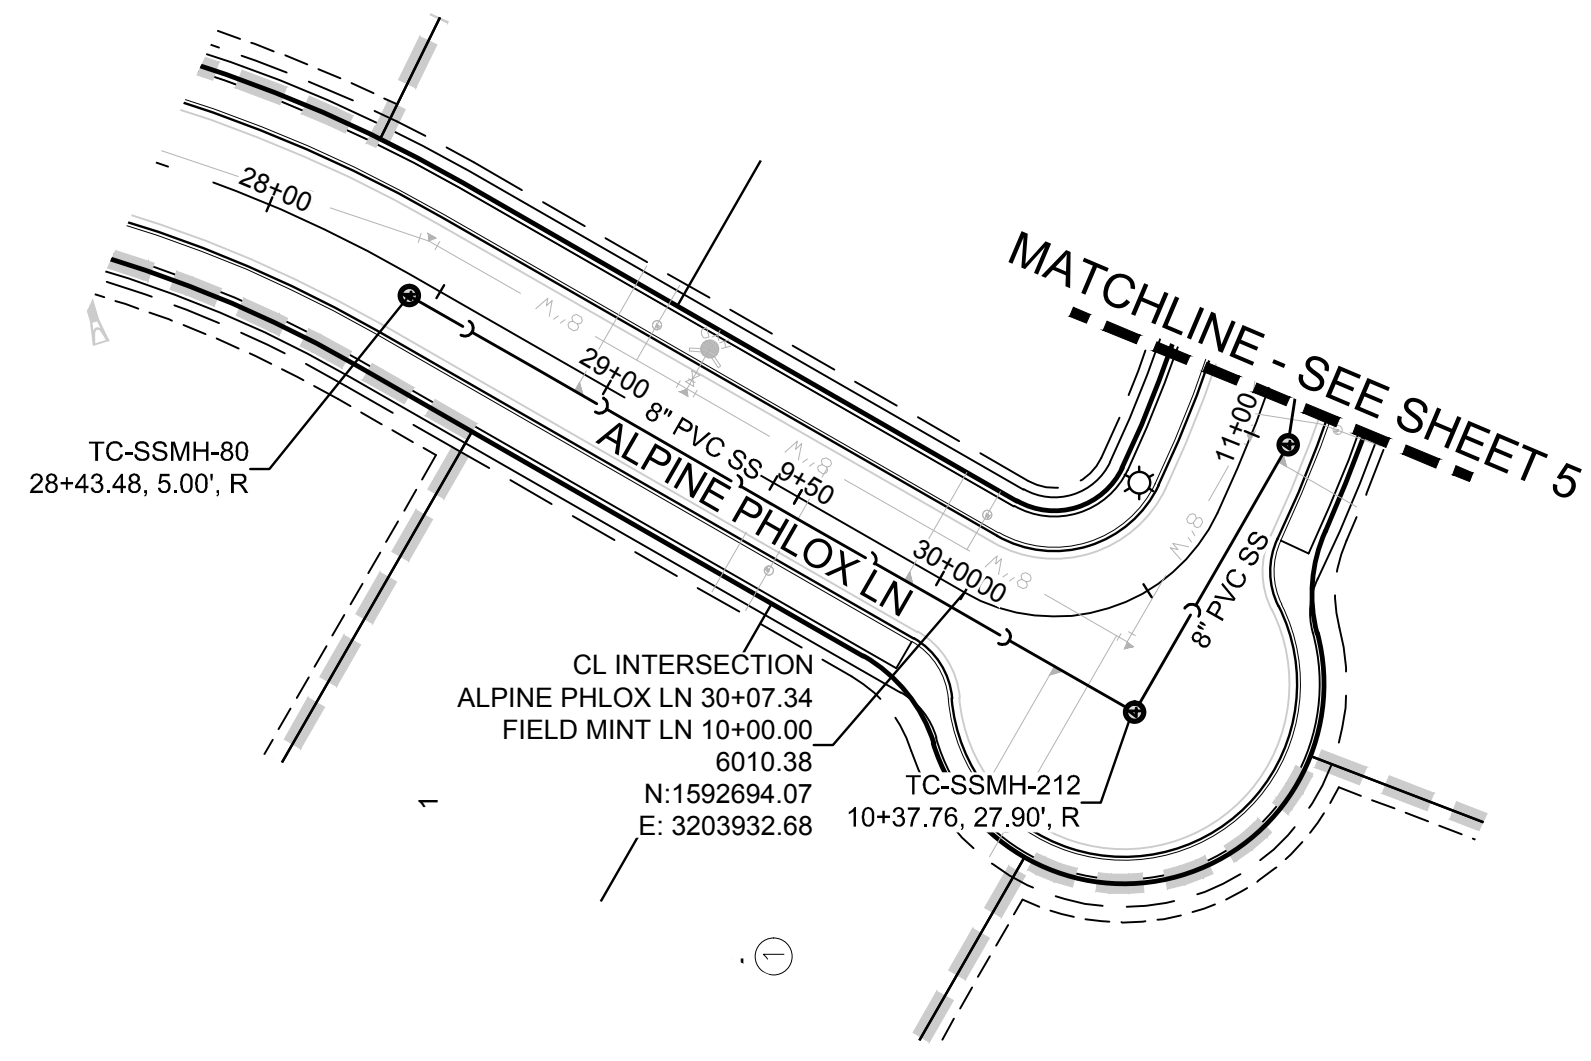 28+00
MATCHLINE - SEE SHEET 5
8"W
29+00
8" PVC SS
9+50
ALPINE PHLOX LN
8"W
11+00
8"W
30+00
8"W
8" PVC SS
TC-SSMH-80
28+43.48, 5.00', R
CL INTERSECTION
ALPINE PHLOX LN 30+07.34
FIELD MINT LN 10+00.00
6010.38
N:1592694.07
E: 3203932.68
TC-SSMH-212
10+37.76, 27.90', R
1
1